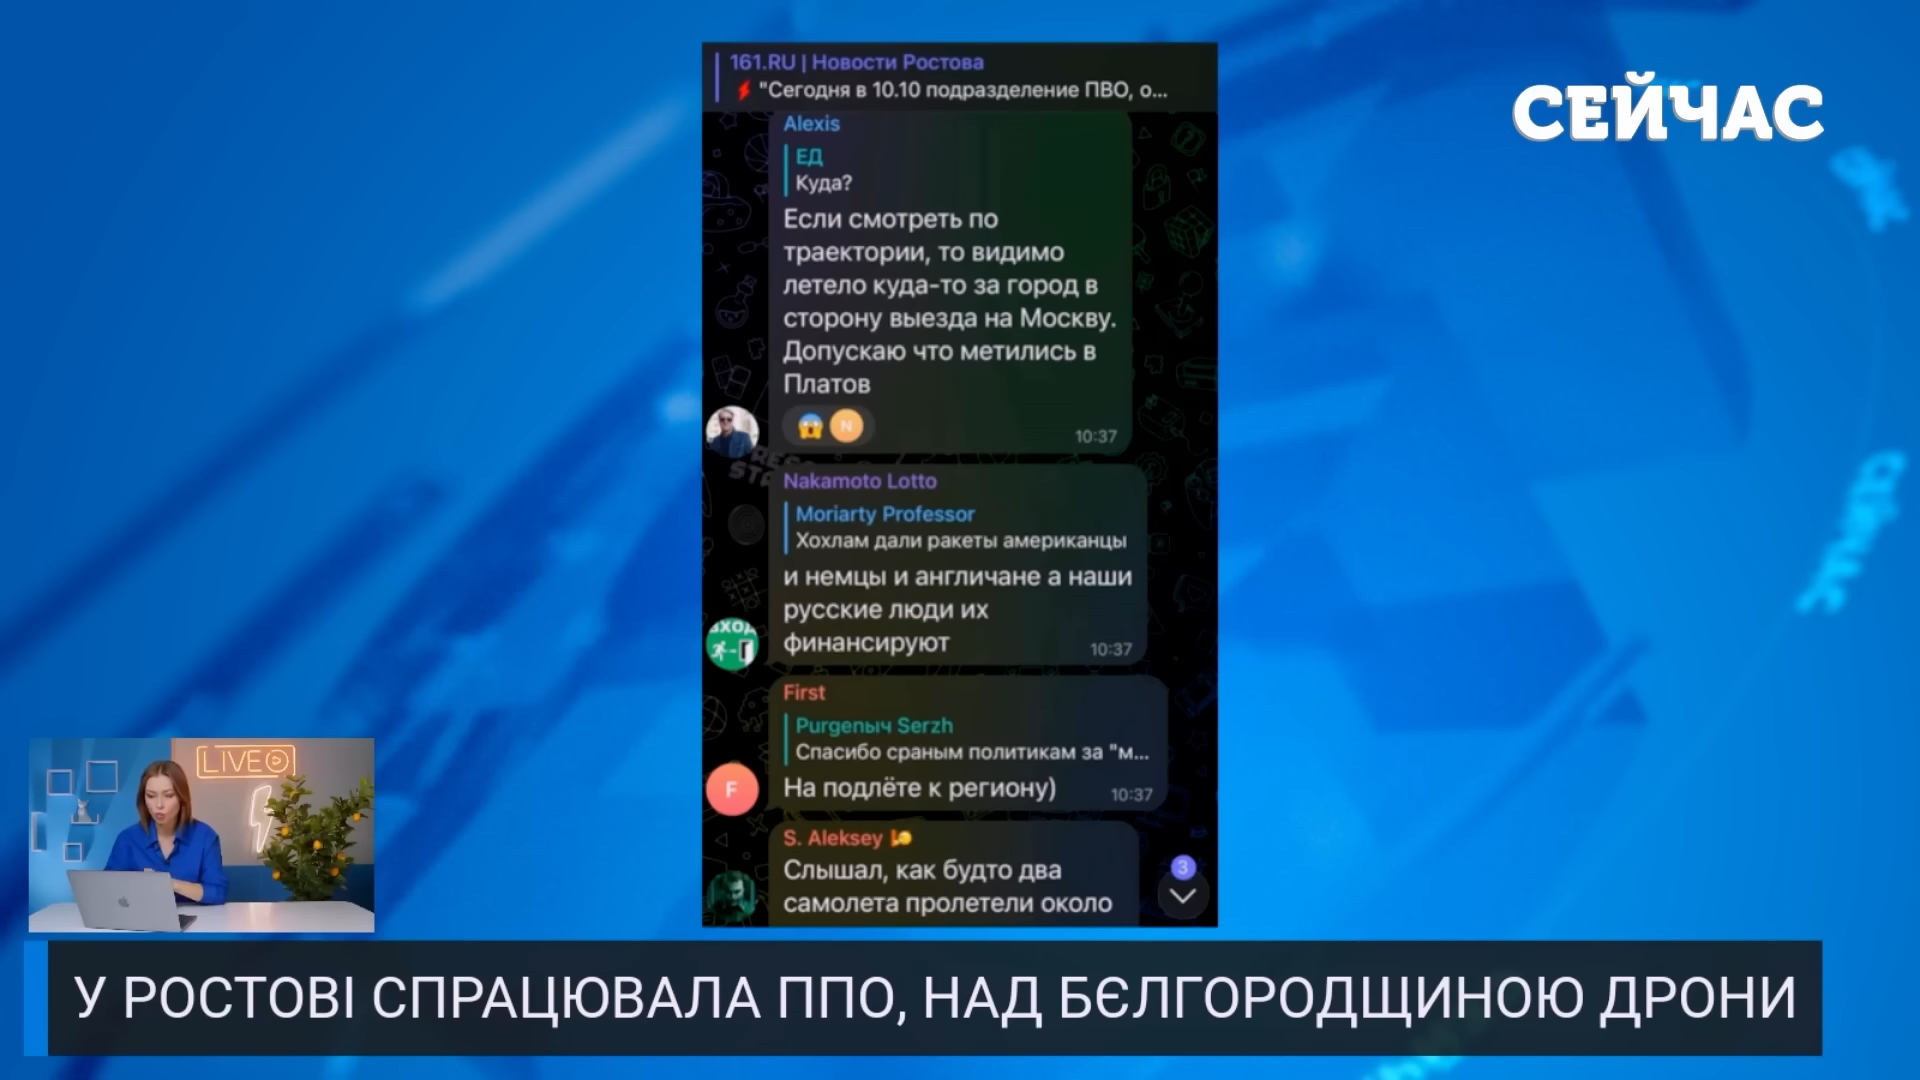 161.RU | Новости Ростова
"Сегодня в 10.10 подразделение ПВО, о...
СЕЙЧАС
Alexis
ЕД
Куда?
Если смотреть по
траектории, то видимо
летело куда-то за город в
сторону выезда на Москву.
Допускаю что метились в
Платов
N
10:37
Nakamoto Lotto
Moriarty Professor
Хохлам дали ракеты американцы
и немцы и англичане а наши
русские люди их
финансируют
10:37
First
Purgenыч Serzh
Спасибо сраным политикам за "м...
На подлёте к региону)
10:37
F
S. Aleksey
Слышал, как будто два
самолета пролетели около
3
LIVE
У РОСТОВІ СПРАЦЮВАЛА ППО, НАД БЄЛГОРОДЩИНОЮ ДРОНИ